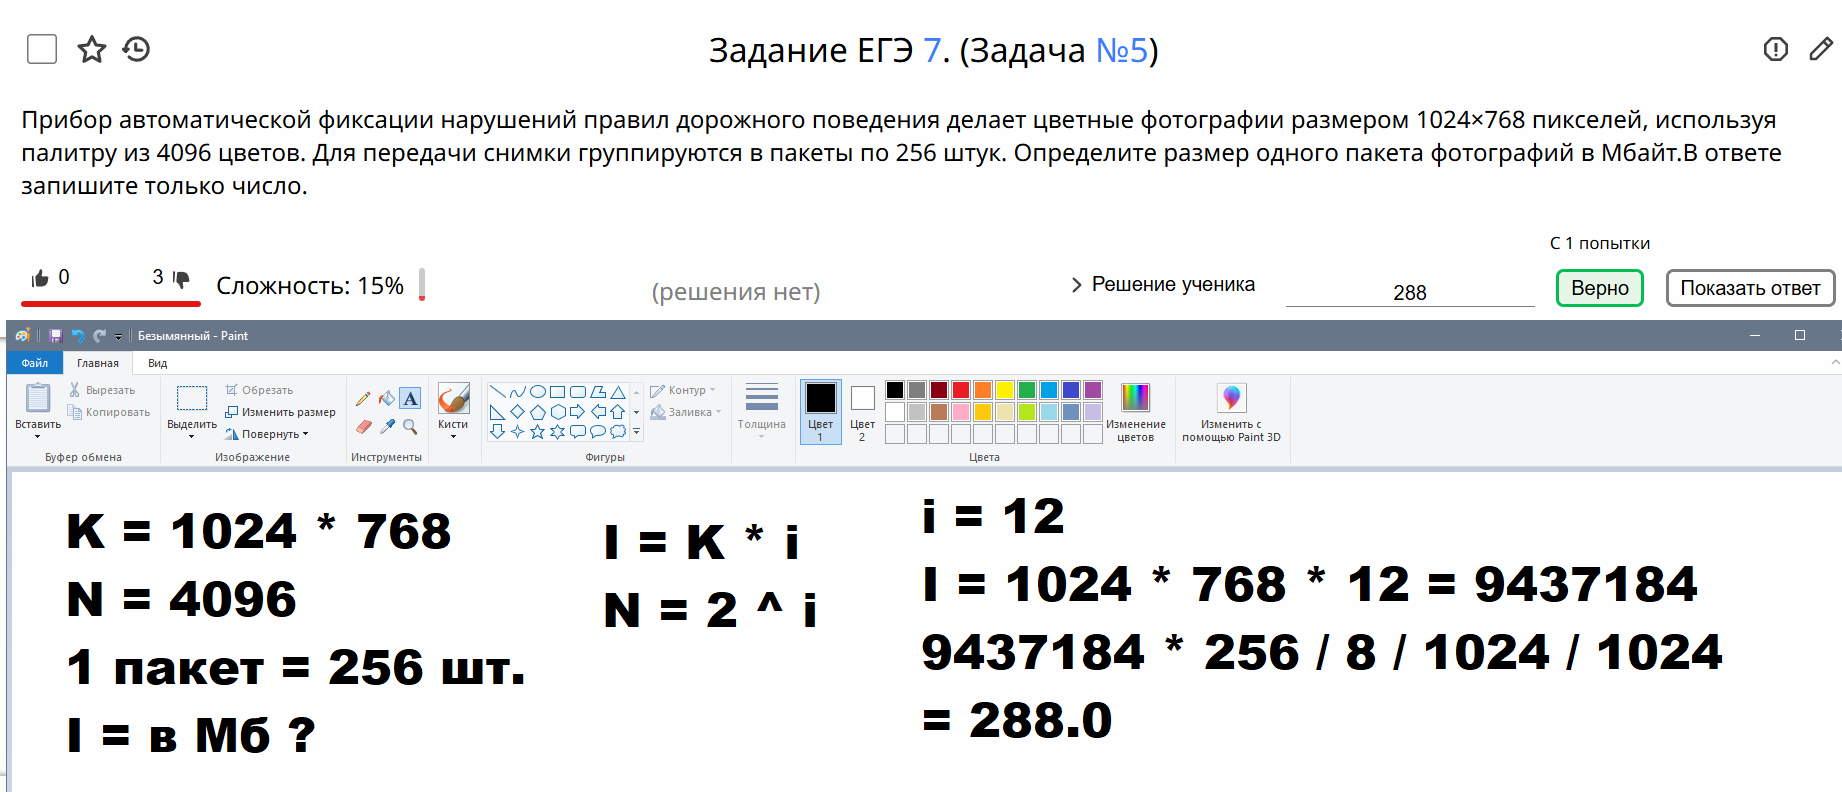 Задание ЕГЭ 7. (Задача №5)
Прибор автоматической фиксации нарушений правил дорожного поведения делает цветные фотографии размером 1024×768 пикселей, используя
палитру из 4096 цветов. Для передачи снимки группируются в пакеты по 256 штук. Определите размер одного пакета фотографий в Мбайт.В ответе
запишите только число.
С 1 попытки
0 3 Сложность: 15% (решения нет) Решение ученика 288 Верно Показать ответ
Безымянный - Paint
Файл Главная Вид
Вставить Вырезать Копировать
Буфер обмена
Выделить Обрезать Изменить размер Повернуть
Изображение
Инструменты
Кисти
Контур Заливка
Фигуры
Толщина
Цвет 1 Цвет 2
Изменение цветов
Цвета
Изменить с помощью Paint 3D
K = 1024 * 768
N = 4096
1 пакет = 256 шт.
I = в Мб ?
I = K * i
N = 2 ^ i
i = 12
I = 1024 * 768 * 12 = 9437184
9437184 * 256 / 8 / 1024 / 1024
= 288.0